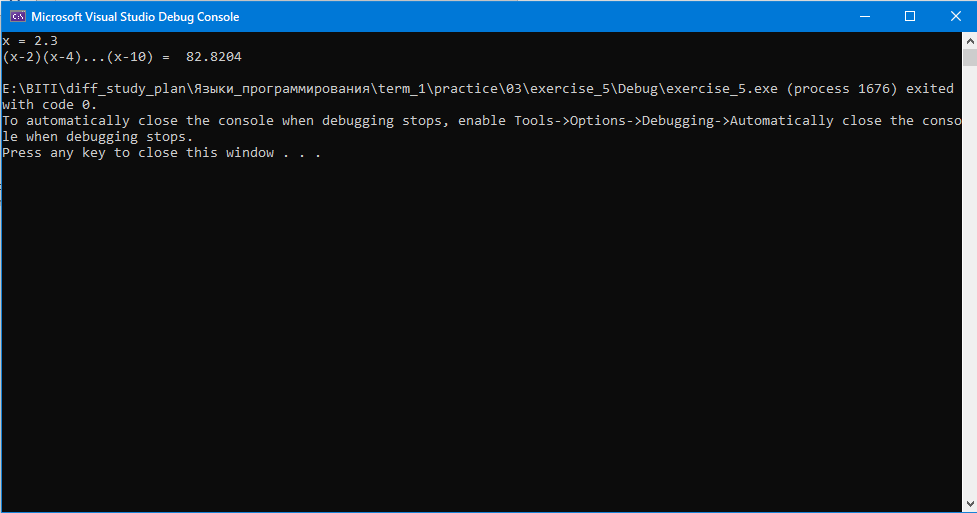 Microsoft Visual Studio Debug Console
x = 2.3
(x-2)(x-4)...(x-10) =  82.8204
E:\BITI\diff_study_plan\Языки_программирования\term_1\practice\03\exercise_5\Debug\exercise_5.exe (process 1676) exited
with code 0.
To automatically close the console when debugging stops, enable Tools->Options->Debugging->Automatically close the conso
le when debugging stops.
Press any key to close this window . . .